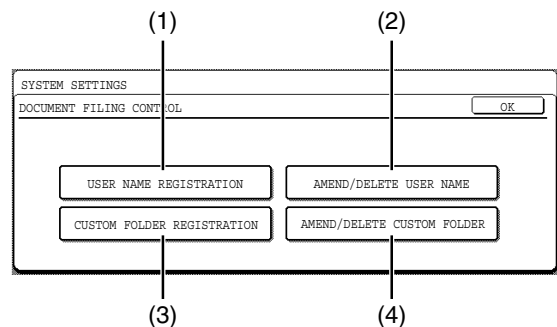 (1) (2)
SYSTEM SETTINGS
DOCUMENT FILING CONTROL OK
USER NAME REGISTRATION AMEND/DELETE USER NAME
CUSTOM FOLDER REGISTRATION AMEND/DELETE CUSTOM FOLDER
(3) (4)